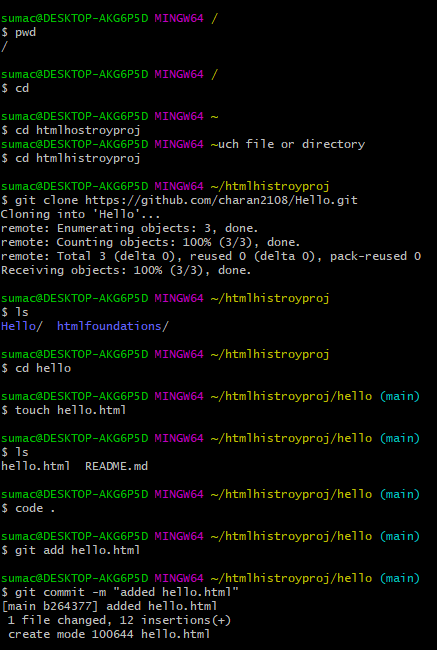 sumac@DESKTOP-AKG6P5D MINGW64 /
$ pwd
/
sumac@DESKTOP-AKG6P5D MINGW64 /
$ cd
sumac@DESKTOP-AKG6P5D MINGW64 ~
$ cd htmlhostroyproj
sumac@DESKTOP-AKG6P5D MINGW64 ~uch file or directory
$ cd htmlhistroyproj
sumac@DESKTOP-AKG6P5D MINGW64 ~/htmlhistroyproj
$ git clone https://github.com/charan2108/Hello.git
Cloning into 'Hello'...
remote: Enumerating objects: 3, done.
remote: Counting objects: 100% (3/3), done.
remote: Total 3 (delta 0), reused 0 (delta 0), pack-reused 0
Receiving objects: 100% (3/3), done.
sumac@DESKTOP-AKG6P5D MINGW64 ~/htmlhistroyproj
$ ls
Hello/  htmlfoundations/
sumac@DESKTOP-AKG6P5D MINGW64 ~/htmlhistroyproj
$ cd hello
sumac@DESKTOP-AKG6P5D MINGW64 ~/htmlhistroyproj/hello (main)
$ touch hello.html
sumac@DESKTOP-AKG6P5D MINGW64 ~/htmlhistroyproj/hello (main)
$ ls
hello.html  README.md
sumac@DESKTOP-AKG6P5D MINGW64 ~/htmlhistroyproj/hello (main)
$ code .
sumac@DESKTOP-AKG6P5D MINGW64 ~/htmlhistroyproj/hello (main)
$ git add hello.html
sumac@DESKTOP-AKG6P5D MINGW64 ~/htmlhistroyproj/hello (main)
$ git commit -m "added hello.html"
[main b264377] added hello.html
 1 file changed, 12 insertions(+)
 create mode 100644 hello.html